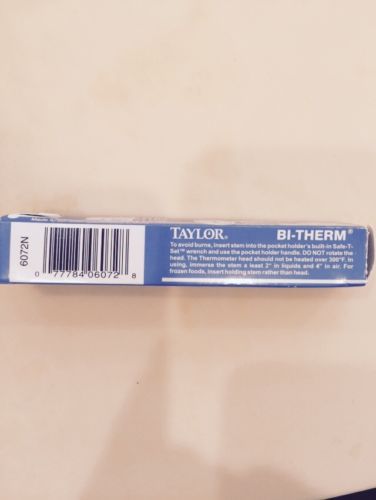 Made in
TAYLOR®
BI-THERM®
To avoid burns, insert stem into the pocket holder's built-in Safe-T-
Set™ wrench and use the pocket holder handle. DO NOT rotate the
head. The Thermometer head should not be heated over 300°F. In
using, immerse the stem a least 2" in liquids and 4" in air. For
frozen foods, insert holding stem rather than head.
6072N
0 77784 06072 8